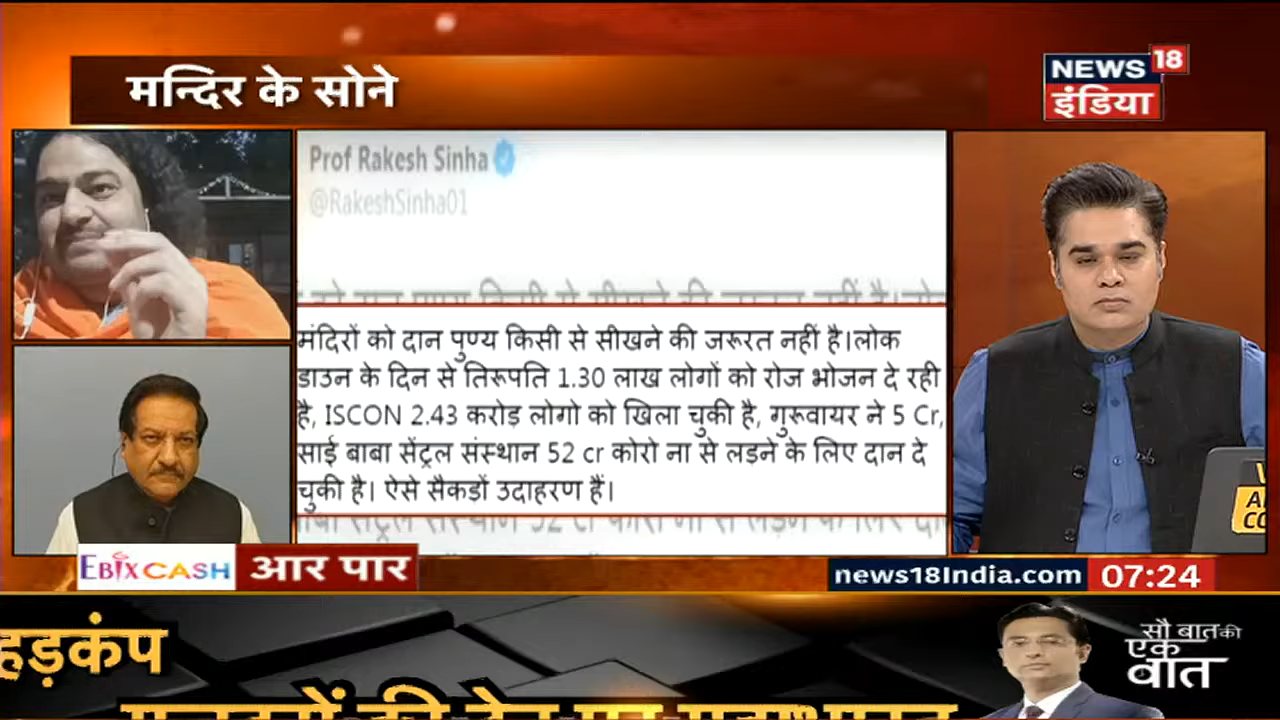 मन्दिर के सोने
NEWS 18
इंडिया
Prof Rakesh Sinha
@RakeshSinha01
मंदिरों को दान पुण्य किसी से सीखने की जरूरत नहीं है।लोक
डाउन के दिन से तिरूपति 1.30 लाख लोगों को रोज भोजन दे रही
है, ISCON 2.43 करोड़ लोगो को खिला चुकी है, गुरूवायर ने 5 Cr,
साई बाबा सेंट्रल संस्थान 52 cr कोरो ना से लड़ने के लिए दान दे
चुकी है। ऐसे सैकडों उदाहरण हैं।
EBIXCASH आर पार
news18India.com 07:24
हड़कंप
सौ बात की
एक
वात